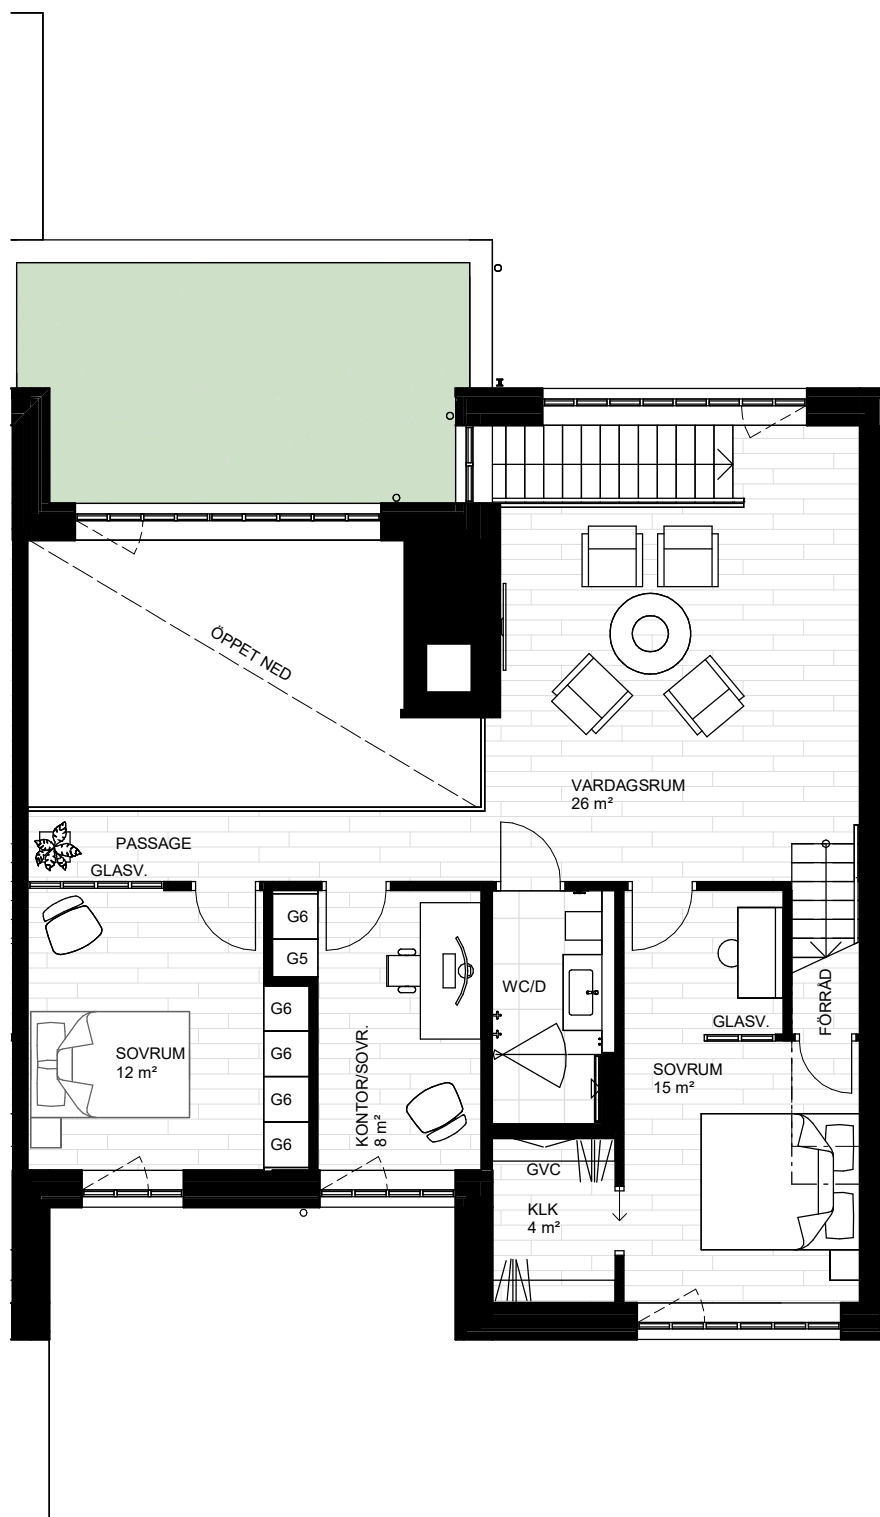 ÖPPET NED
VARDAGSRUM
26 m²
PASSAGE
GLASV.
G6
G5
G6
G6
G6
G6
SOVRUM
12 m²
KONTOR/SOVR.
8 m²
WC/D
GLASV.
FÖRRÅD
SOVRUM
15 m²
GVC
KLK
4 m²